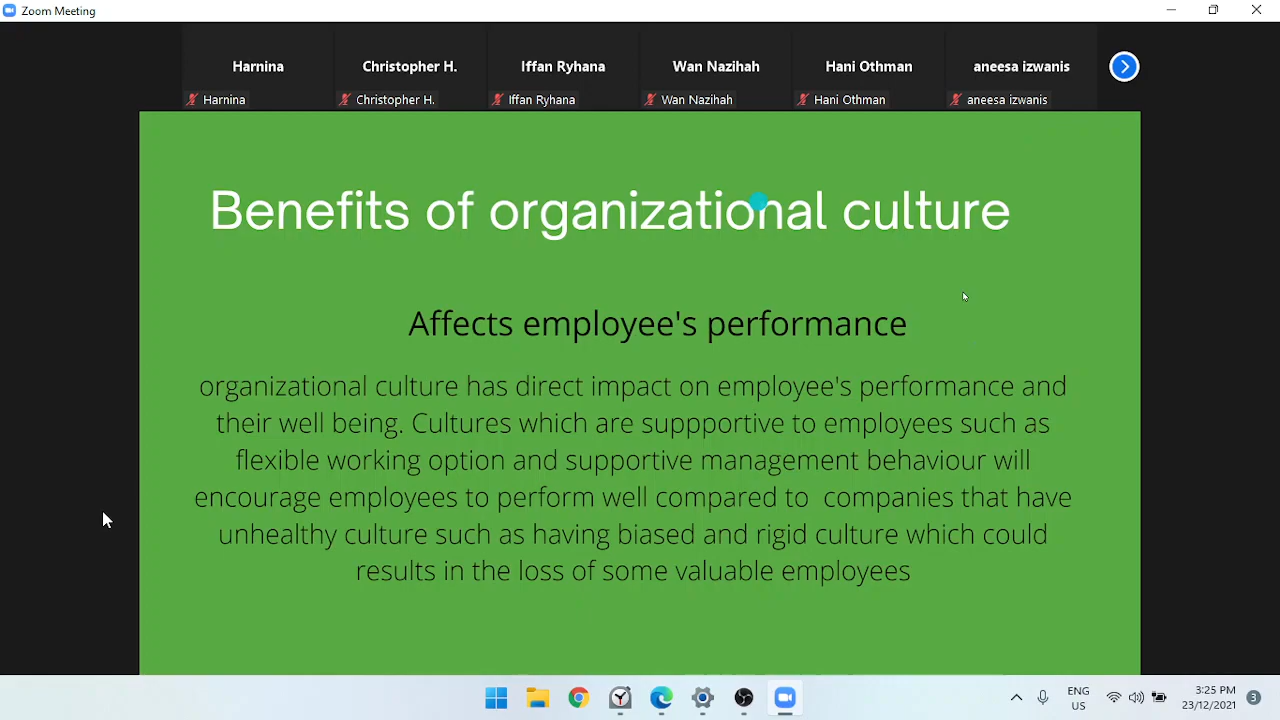 Zoom Meeting
Harnina Christopher H. Iffan Ryhana Wan Nazihah Hani Othman aneesa izwanis
Harnina Christopher H. Iffan Ryhana Wan Nazihah Hani Othman aneesa izwanis
Benefits of organizational culture
Affects employee's performance
organizational culture has direct impact on employee's performance and
their well being. Cultures which are suppportive to employees such as
flexible working option and supportive management behaviour will
encourage employees to perform well compared to companies that have
unhealthy culture such as having biased and rigid culture which could
results in the loss of some valuable employees
ENG 3:25 PM
US 23/12/2021 3